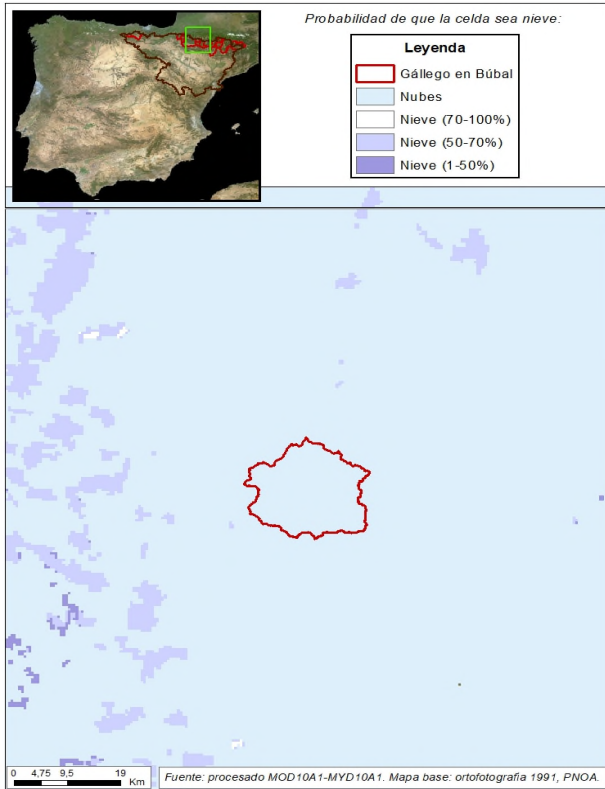 Probabilidad de que la celda sea nieve:
Leyenda
Gállego en Búbal
Nubes
Nieve (70-100%)
Nieve (50-70%)
Nieve (1-50%)
0 4,75 9,5 19
Km
Fuente: procesado MOD10A1-MYD10A1. Mapa base: ortofotografia 1991, PNOA.